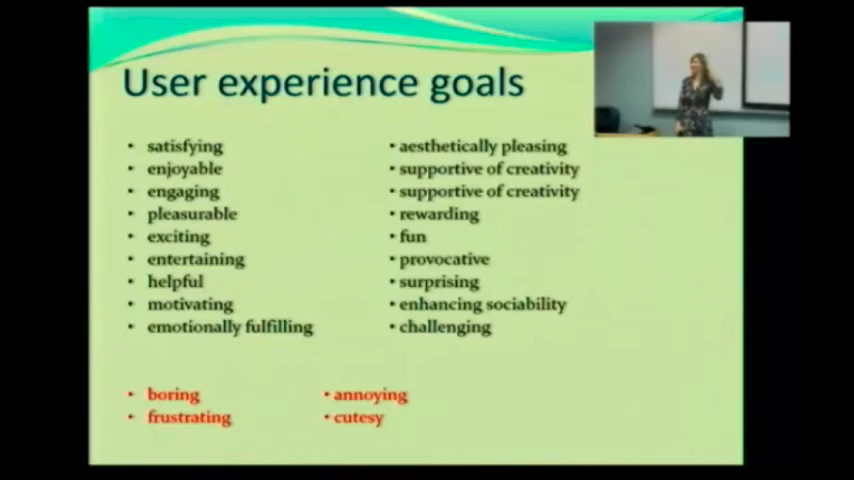 User experience goals
• satisfying
• enjoyable
• engaging
• pleasurable
• exciting
• entertaining
• helpful
• motivating
• emotionally fulfilling
• aesthetically pleasing
• supportive of creativity
• supportive of creativity
• rewarding
• fun
• provocative
• surprising
• enhancing sociability
• challenging
• boring
• frustrating
• annoying
• cutesy